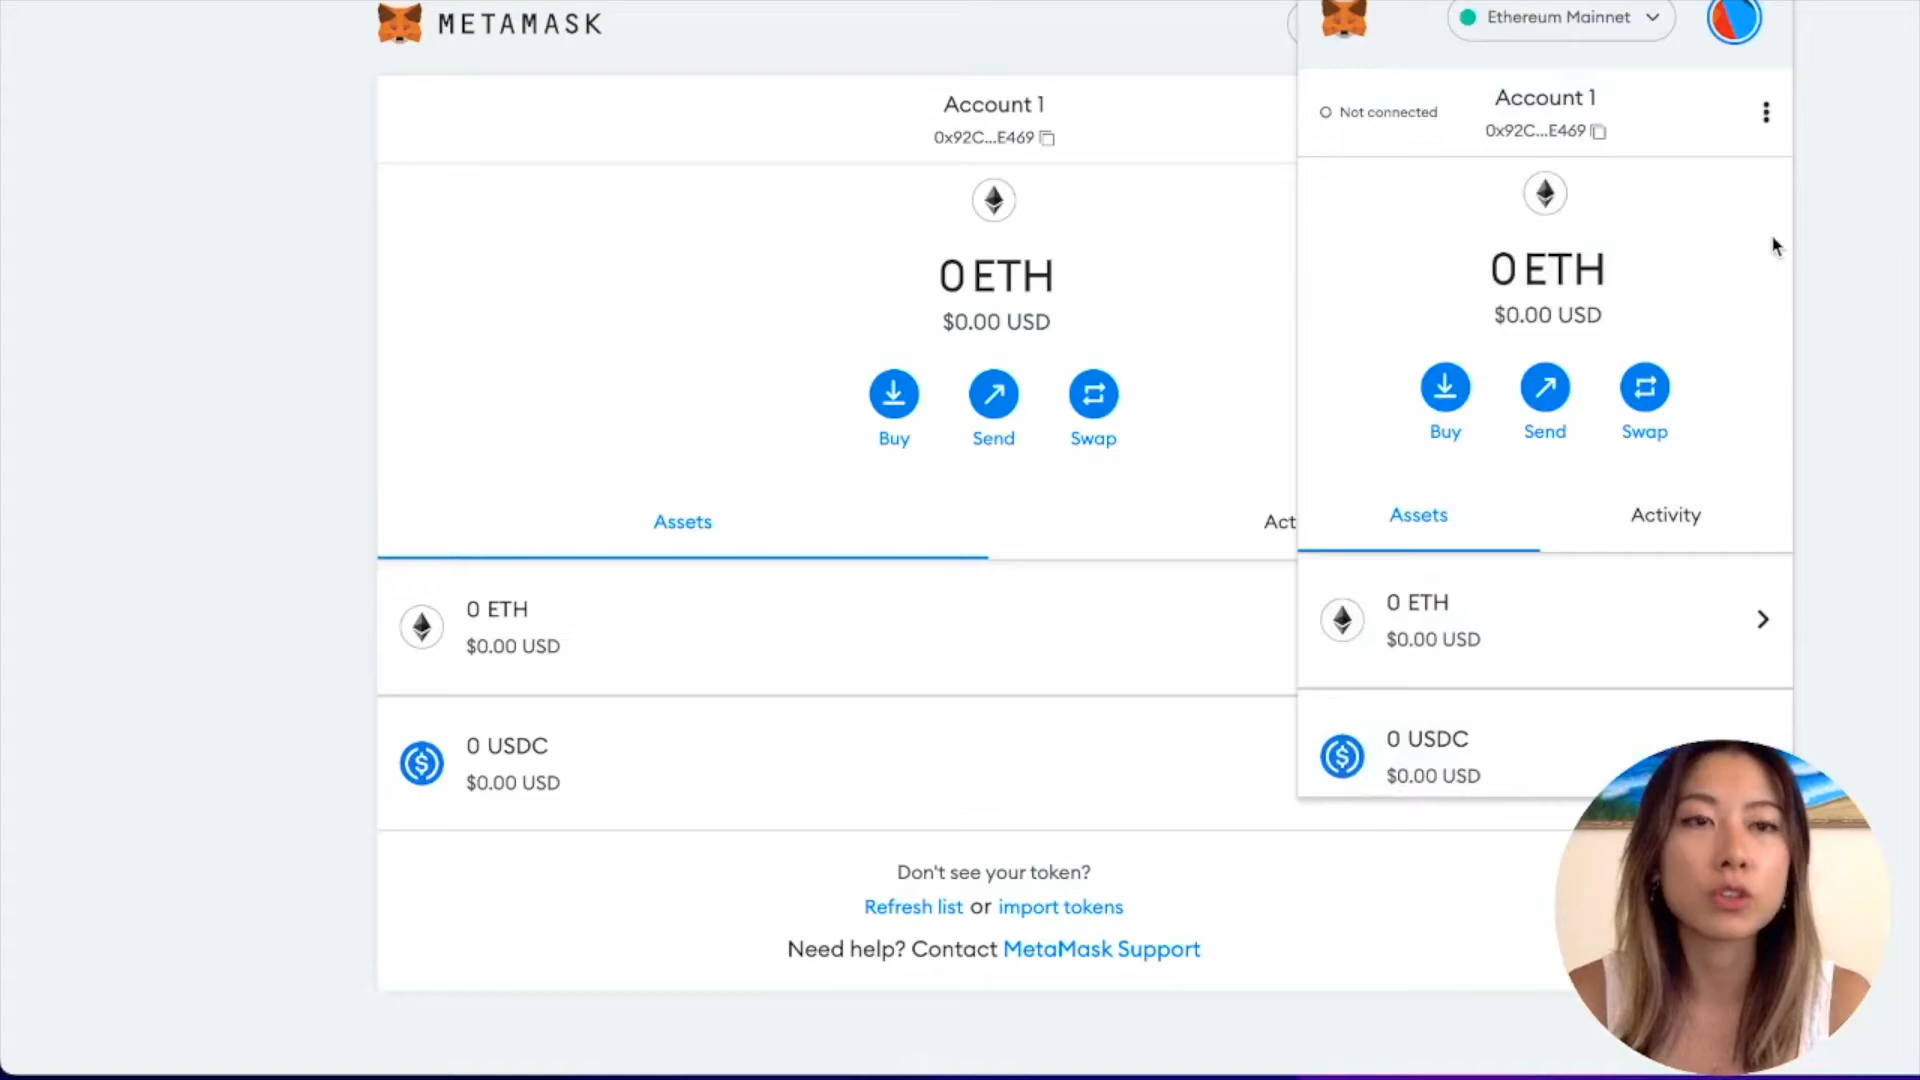 METAMASK
Account 1
0x92C...E469
0 ETH
$0.00 USD
Buy
Send
Swap
Assets
Act
0 ETH
$0.00 USD
0 USDC
$0.00 USD
Don't see your token?
Refresh list or import tokens
Need help? Contact MetaMask Support
Ethereum Mainnet
Not connected
Account 1
0x92C...E469
0 ETH
$0.00 USD
Buy
Send
Swap
Assets
Activity
0 ETH
$0.00 USD
0 USDC
$0.00 USD